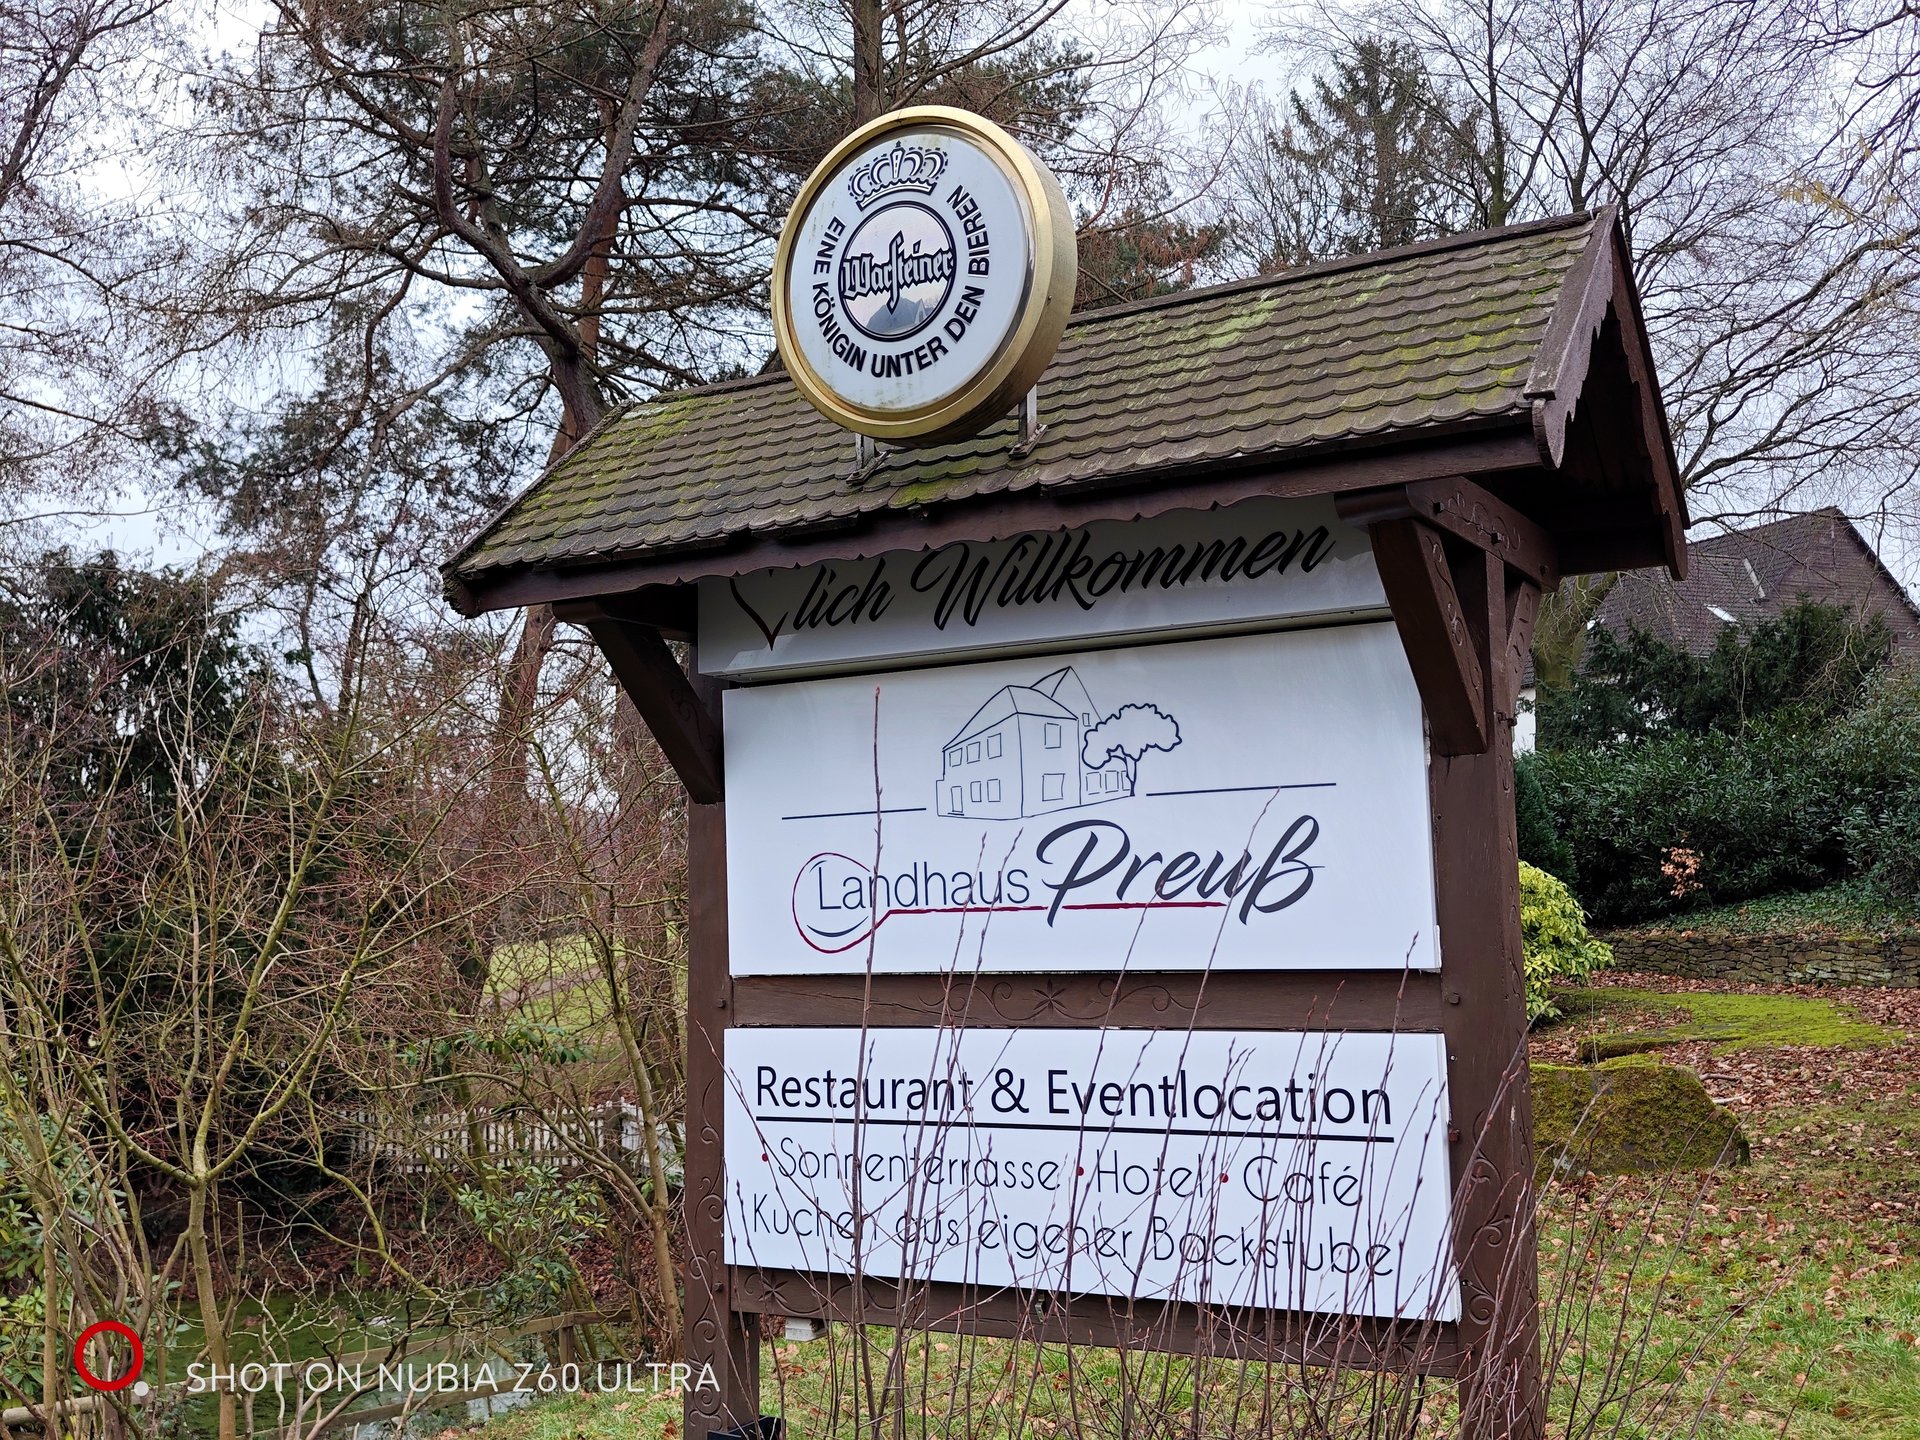 EINE KÖNIGIN UNTER DEN BIEREN
Warsteiner
lich Willkommen
Landhaus Preuß
Restaurant & Eventlocation
• Sonnenterrasse • Hotel • Café
Kuchen aus eigener Backstube
SHOT ON NUBIA Z60 ULTRA